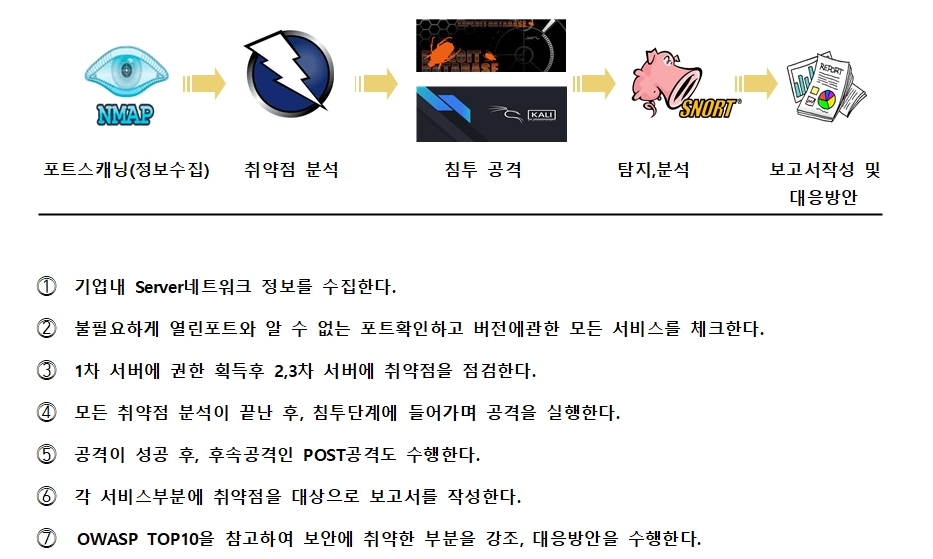 EXPLOIT DATABASE
EXPLOIT
DATABASE
KALI
NMAP
SNORT®
REPORT
포트스캐닝(정보수집) 취약점 분석 침투 공격 탐지,분석 보고서작성 및
대응방안
① 기업내 Server네트워크 정보를 수집한다.
② 불필요하게 열린포트와 알 수 없는 포트확인하고 버전에관한 모든 서비스를 체크한다.
③ 1차 서버에 권한 획득후 2,3차 서버에 취약점을 점검한다.
④ 모든 취약점 분석이 끝난 후, 침투단계에 들어가며 공격을 실행한다.
⑤ 공격이 성공 후, 후속공격인 POST공격도 수행한다.
⑥ 각 서비스부분에 취약점을 대상으로 보고서를 작성한다.
⑦ OWASP TOP10을 참고하여 보안에 취약한 부분을 강조, 대응방안을 수행한다.